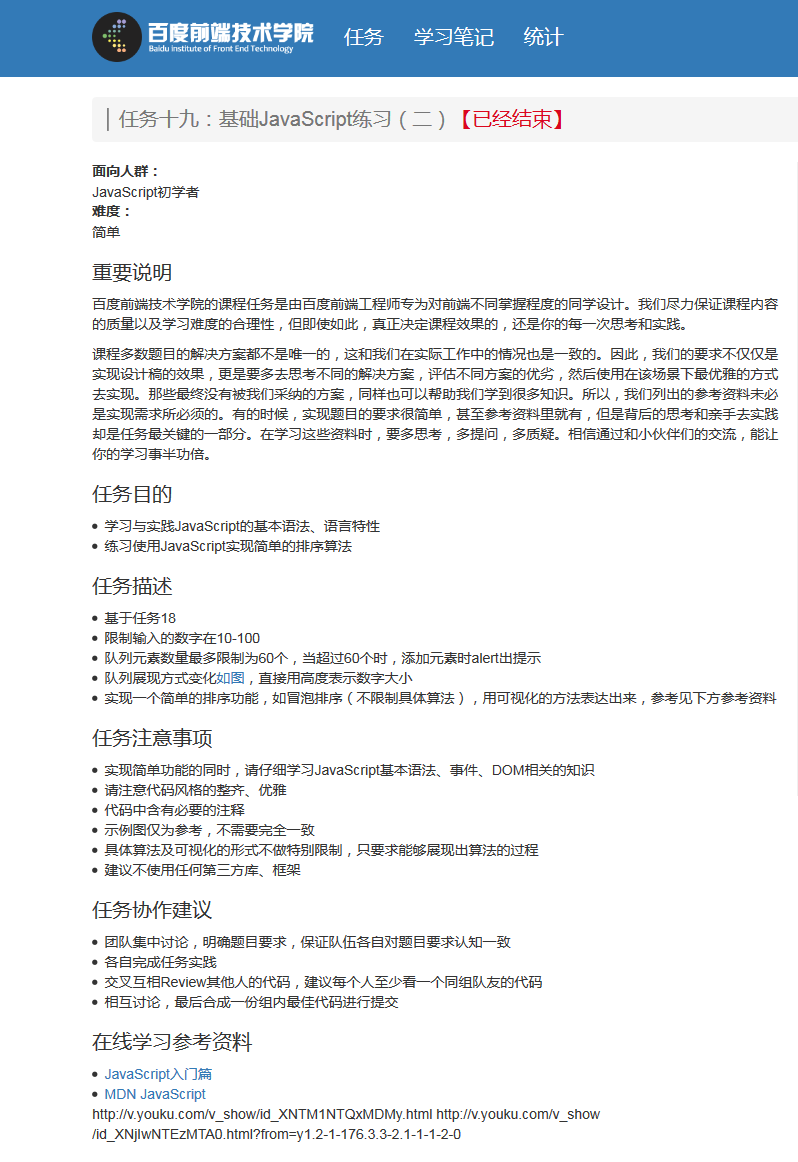 百度前端技术学院
Baidu Institute of Front End Technology
任务 学习笔记 统计
任务十九：基础JavaScript练习（二）【已经结束】
面向人群：
JavaScript初学者
难度：
简单
重要说明
百度前端技术学院的课程任务是由百度前端工程师专为对前端不同掌握程度的同学设计。我们尽力保证课程内容
的质量以及学习难度的合理性，但即使如此，真正决定课程效果的，还是你的每一次思考和实践。
课程多数题目的解决方案都不是唯一的，这和我们在实际工作中的情况也是一致的。因此，我们的要求不仅仅是
实现设计稿的效果，更是要多去思考不同的解决方案，评估不同方案的优劣，然后使用在该场景下最优雅的方式
去实现。那些最终没有被我们采纳的方案，同样也可以帮助我们学到很多知识。所以，我们列出的参考资料未必
是实现需求所必须的。有的时候，实现题目的要求很简单，甚至参考资料里就有，但是背后的思考和亲手去实践
却是任务最关键的一部分。在学习这些资料时，要多思考，多提问，多质疑。相信通过和小伙伴们的交流，能让
你的学习事半功倍。
任务目的
• 学习与实践JavaScript的基本语法、语言特性
• 练习使用JavaScript实现简单的排序算法
任务描述
• 基于任务18
• 限制输入的数字在10-100
• 队列元素数量最多限制为60个，当超过60个时，添加元素时alert出提示
• 队列展现方式变化如图，直接用高度表示数字大小
• 实现一个简单的排序功能，如冒泡排序（不限制具体算法），用可视化的方法表达出来，参考见下方参考资料
任务注意事项
• 实现简单功能的同时，请仔细学习JavaScript基本语法、事件、DOM相关的知识
• 请注意代码风格的整齐、优雅
• 代码中含有必要的注释
• 示例图仅为参考，不需要完全一致
• 具体算法及可视化的形式不做特别限制，只要求能够展现出算法的过程
• 建议不使用任何第三方库、框架
任务协作建议
• 团队集中讨论，明确题目要求，保证队伍各自对题目要求认知一致
• 各自完成任务实践
• 交叉互相Review其他人的代码，建议每个人至少看一个同组队友的代码
• 相互讨论，最后合成一份组内最佳代码进行提交
在线学习参考资料
• JavaScript入门篇
• MDN JavaScript
http://v.youku.com/v_show/id_XNTM1NTQxMDMy.html http://v.youku.com/v_show
/id_XNjIwNTEzMTA0.html?from=y1.2-1-176.3.3-2.1-1-1-2-0